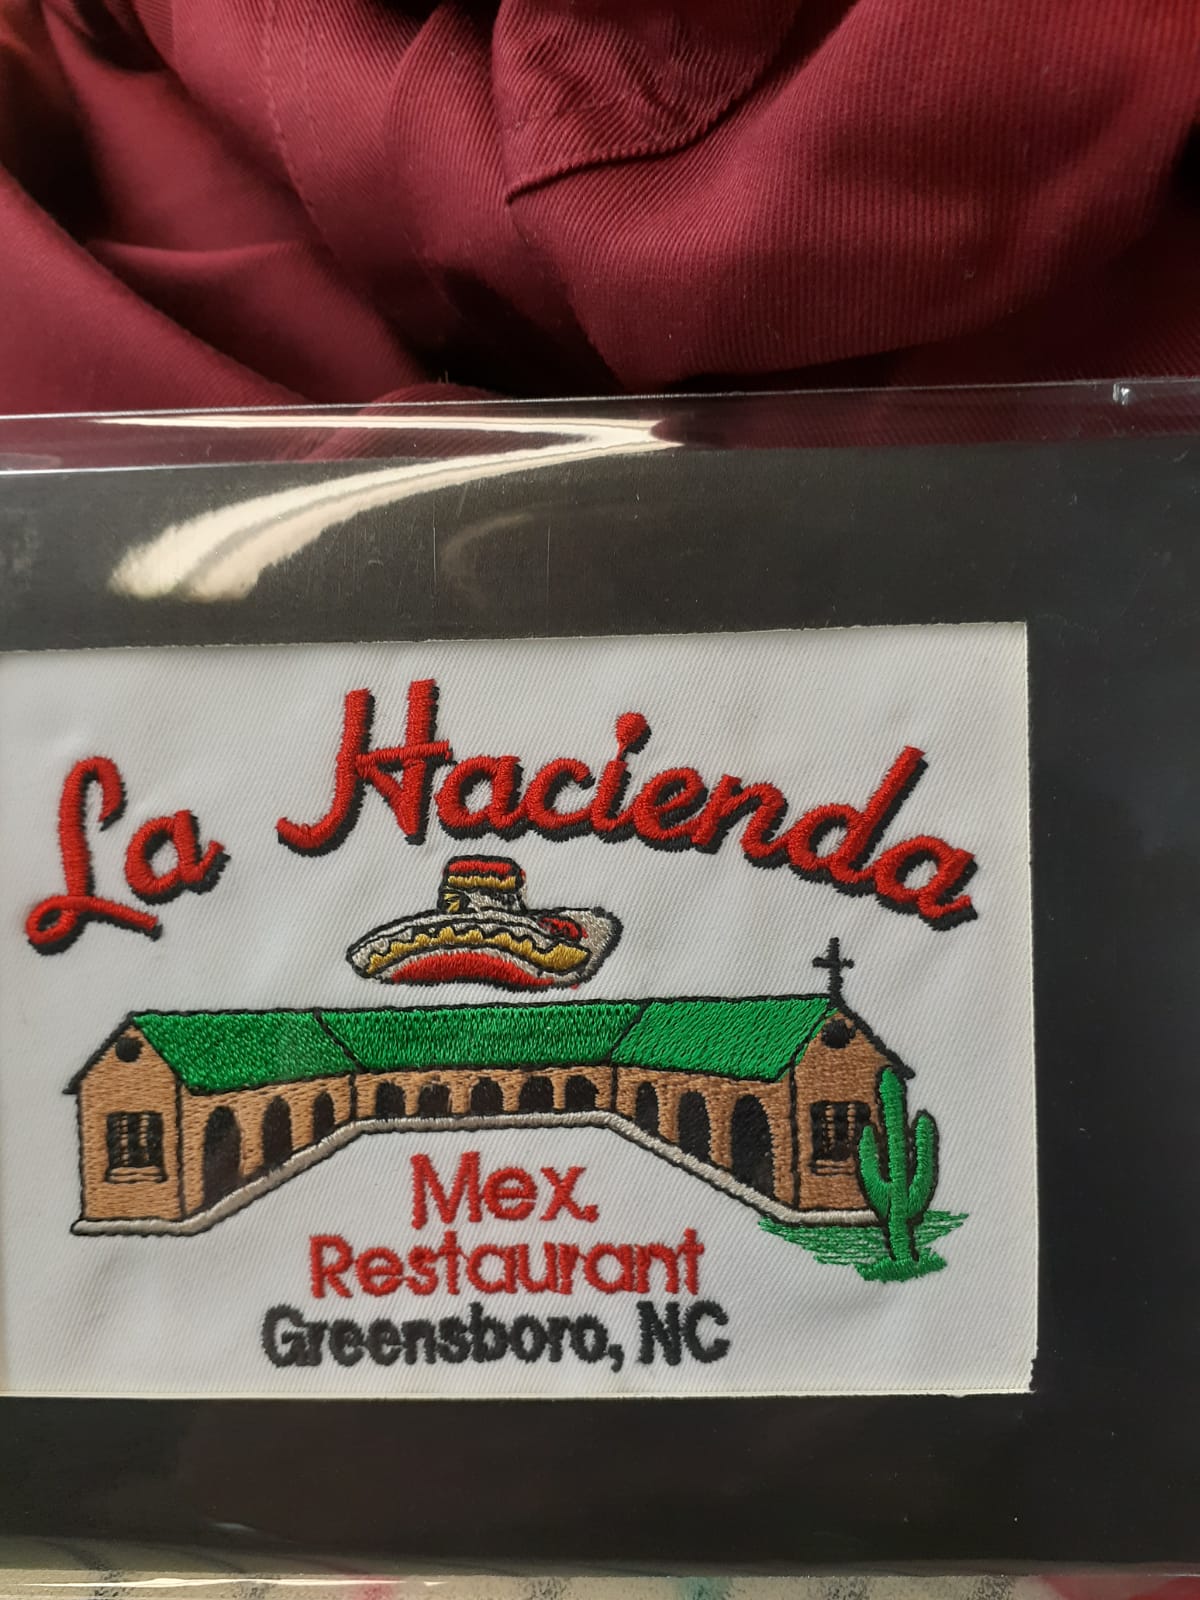 La Hacienda
Mex.
Restaurant
Greensboro, NC